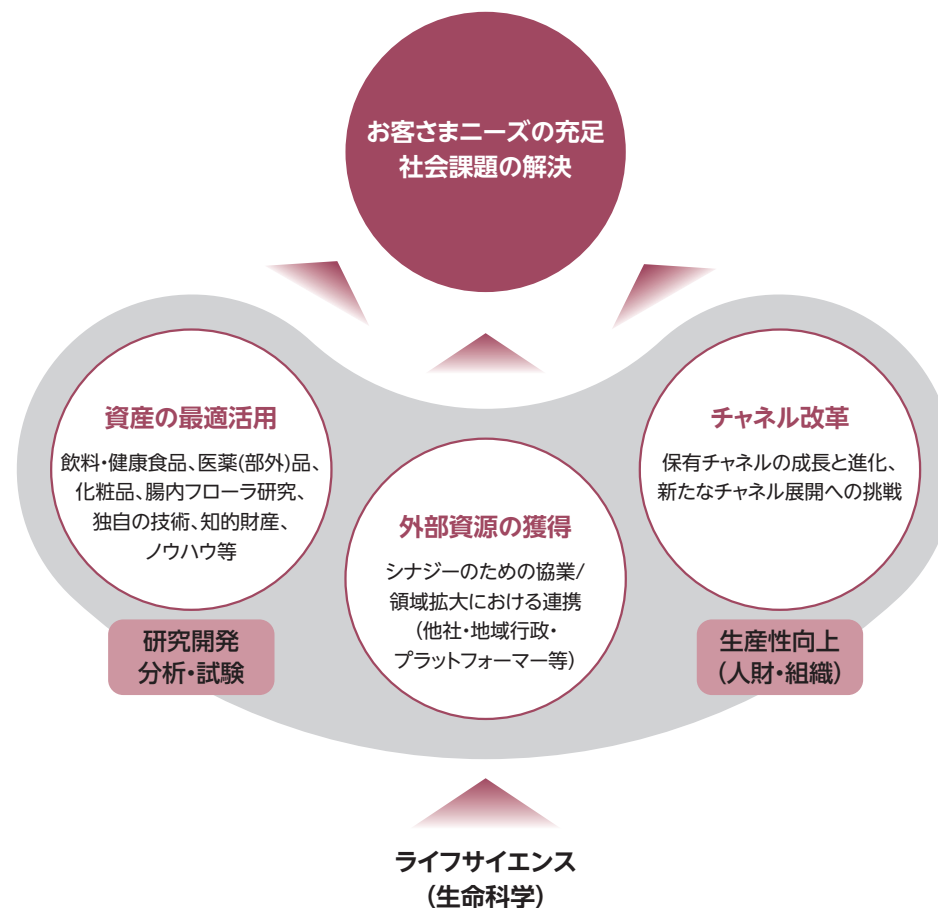 お客さまニーズの充足
社会課題の解決
資産の最適活用
飲料・健康食品、医薬(部外)品、
化粧品、腸内フローラ研究、
独自の技術、知的財産、
ノウハウ等
研究開発
分析・試験
外部資源の獲得
シナジーのための協業/
領域拡大における連携
(他社・地域行政・
プラットフォーマー等)
チャネル改革
保有チャネルの成長と進化、
新たなチャネル展開への挑戦
生産性向上
(人財・組織)
ライフサイエンス
(生命科学)